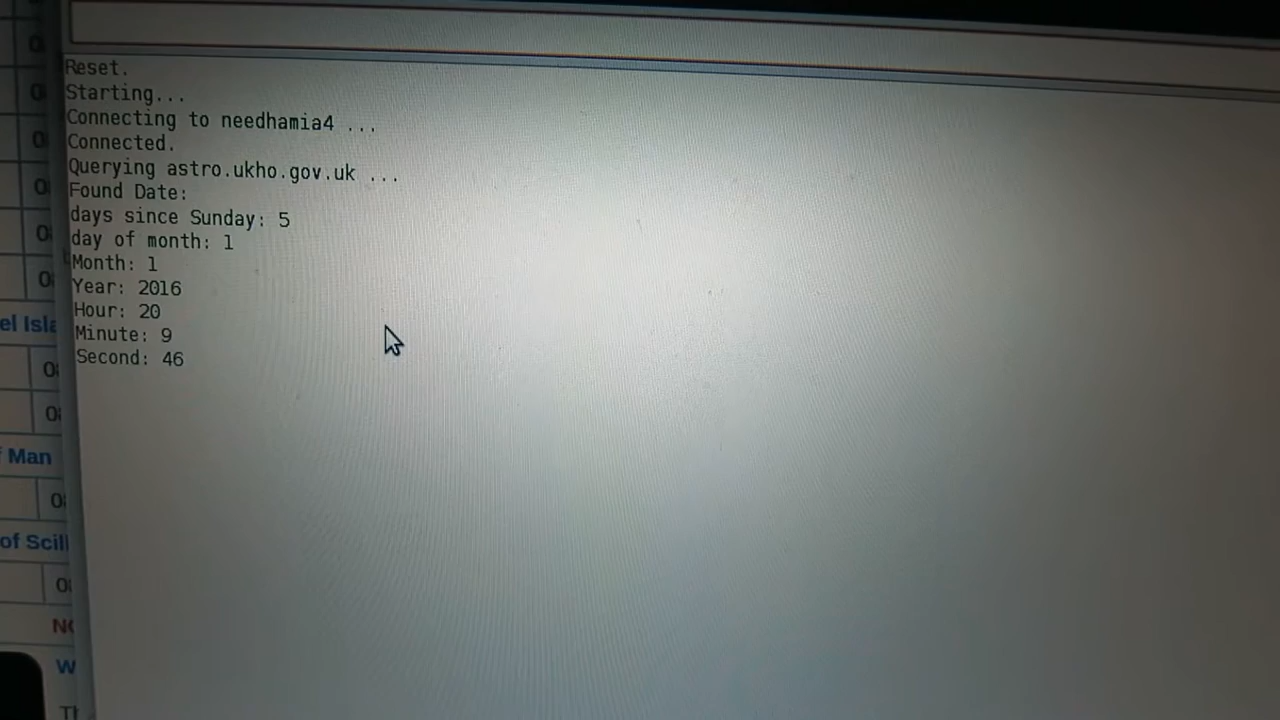 Reset.
Starting...
Connecting to needhamia4 ...
Connected.
Querying astro.ukho.gov.uk ...
Found Date:
days since Sunday: 5
day of month: 1
Month: 1
Year: 2016
Hour: 20
Minute: 9
Second: 46
el Isla
Man
of Scill